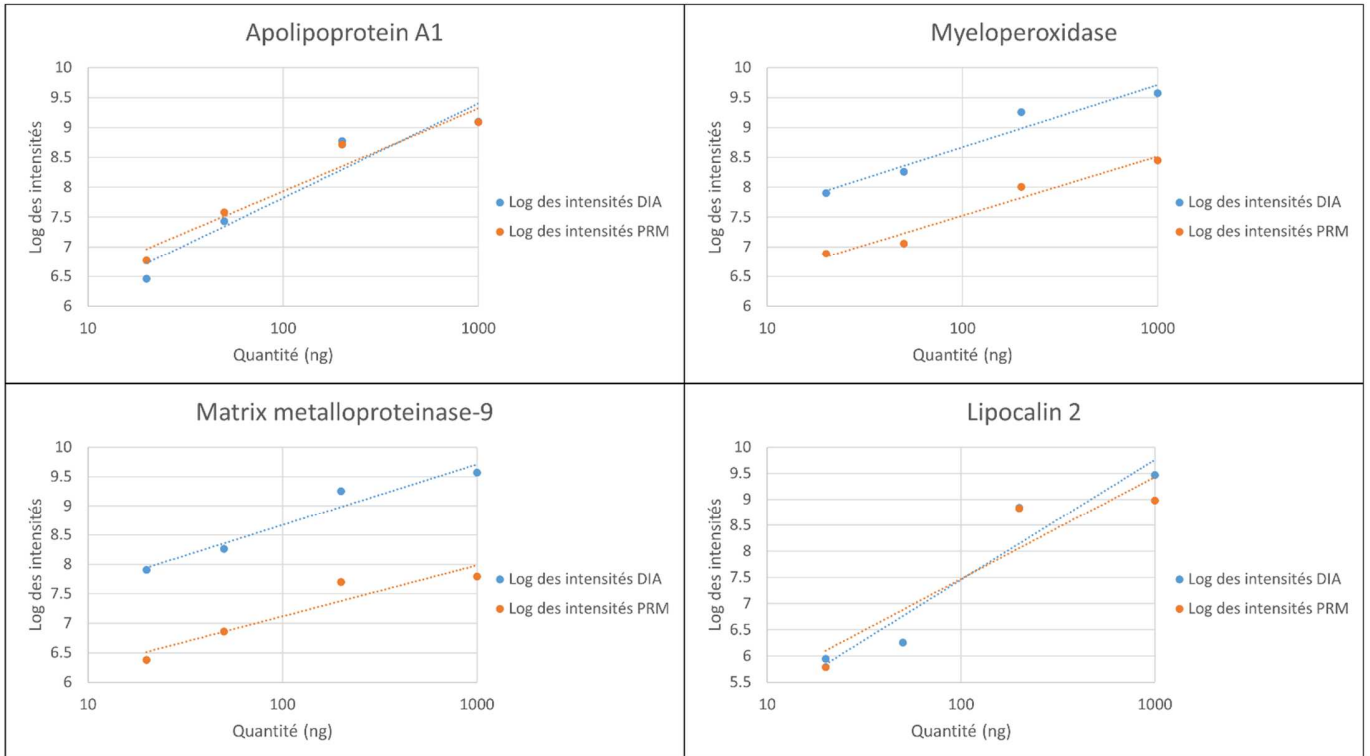 Apolipoprotein A1
Log des intensités
10
9.5
9
8.5
8
7.5
7
6.5
6
10
100
1000
Quantité (ng)
Log des intensités DIA
Log des intensités PRM
Myeloperoxidase
Log des intensités
10
9.5
9
8.5
8
7.5
7
6.5
6
10
100
1000
Quantité (ng)
Log des intensités DIA
Log des intensités PRM
Matrix metalloproteinase-9
Log des intensités
10
9.5
9
8.5
8
7.5
7
6.5
6
10
100
1000
Quantité (ng)
Log des intensités DIA
Log des intensités PRM
Lipocalin 2
Log des intensités
10
9.5
9
8.5
8
7.5
7
6.5
6
5.5
10
100
1000
Quantité (ng)
Log des intensités DIA
Log des intensités PRM